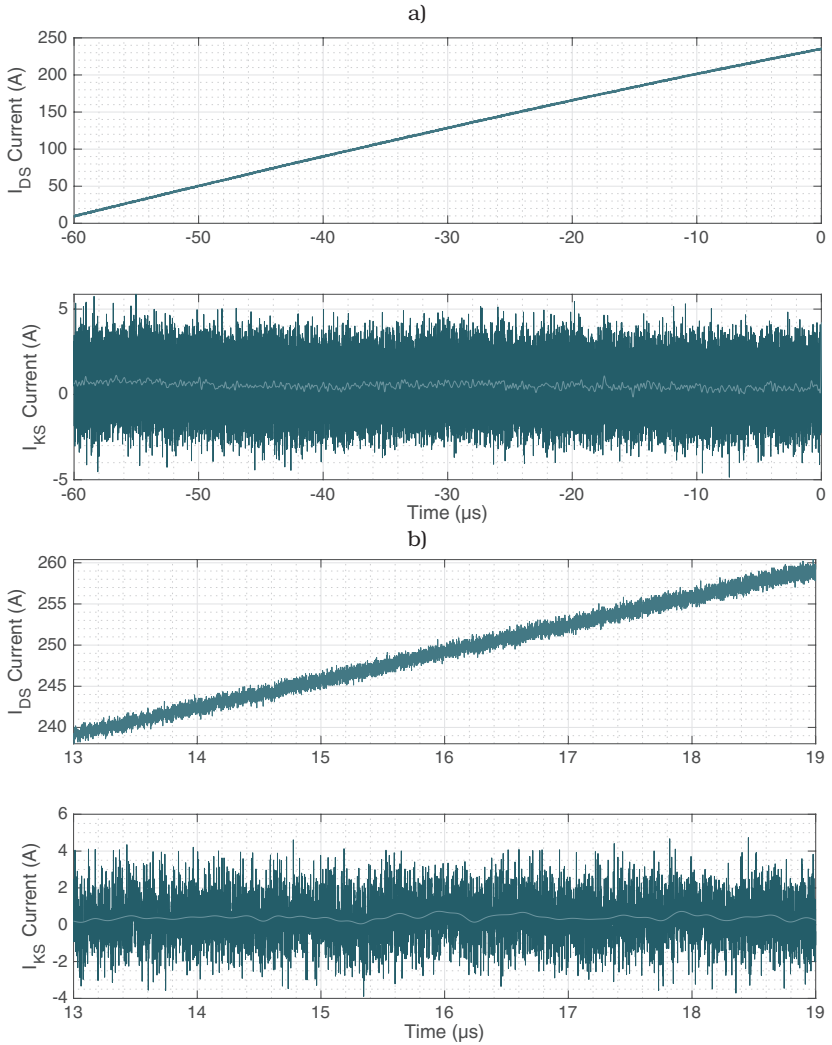 a)
250
200
150
100
50
0
I_DS Current (A)
-60 -50 -40 -30 -20 -10 0
5
0
-5
I_KS Current (A)
-60 -50 -40 -30 -20 -10 0
Time (µs)
b)
260
255
250
245
240
I_DS Current (A)
13 14 15 16 17 18 19
6
4
2
0
-2
-4
I_KS Current (A)
13 14 15 16 17 18 19
Time (µs)